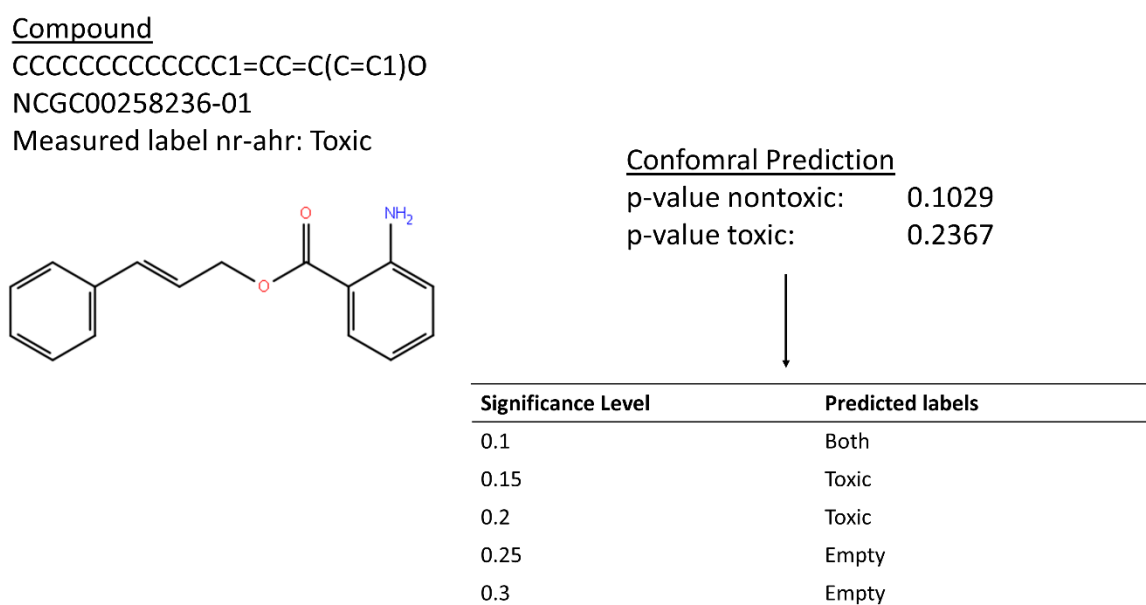 Compound
CCCCCCCCCCCCC1=CC=C(C=C1)O
NCGC00258236-01
Measured label nr-ahr: Toxic
Confomral Prediction
p-value nontoxic: 0.1029
p-value toxic: 0.2367
O
NH2
O
Significance Level Predicted labels
0.1 Both
0.15 Toxic
0.2 Toxic
0.25 Empty
0.3 Empty